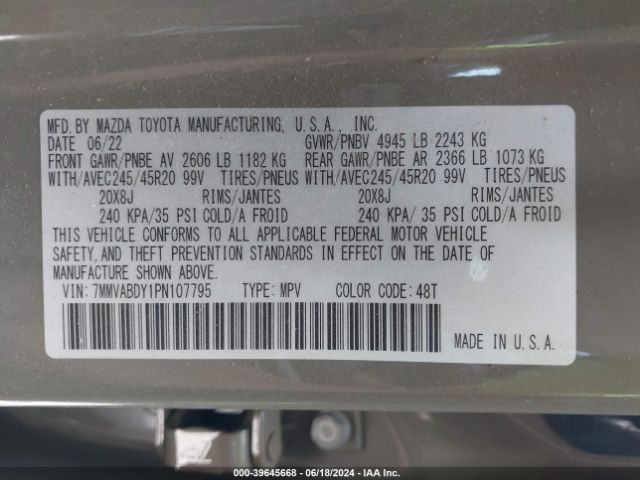 MFD. BY MAZDA TOYOTA MANUFACTURING, U.S.A., INC.
DATE 06/22 GVWR/PNBV 4945 LB 2243 KG
FRONT GAWR/PNBE AV 2606 LB 1182 KG REAR GAWR/PNBE AR 2366 LB 1073 KG
WITH/AVEC245/45R20 99V TIRES/PNEUS WITH/AVEC245/45R20 99V TIRES/PNEUS
20X8J RIMS/JANTES 20X8J RIMS/JANTES
240 KPA/35 PSI COLD/A FROID 240 KPA/ 35 PSI COLD/A FROID
THIS VEHICLE CONFORMS TO ALL APPLICABLE FEDERAL MOTOR VEHICLE
SAFETY, AND THEFT PREVENTION STANDARDS IN EFFECT ON THE DATE OF
MANUFACTURE SHOWN ABOVE.
VIN: 7MMVABDY1PN107795 TYPE: MPV COLOR CODE: 48T
MADE IN U.S.A.
000-39645668 - 06/18/2024 - IAA Inc.